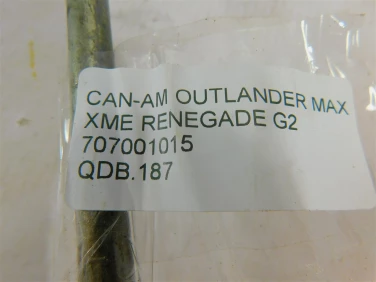 CAN-AM OUTLANDER MAX
XME RENEGADE G2
707001015
QDB.187